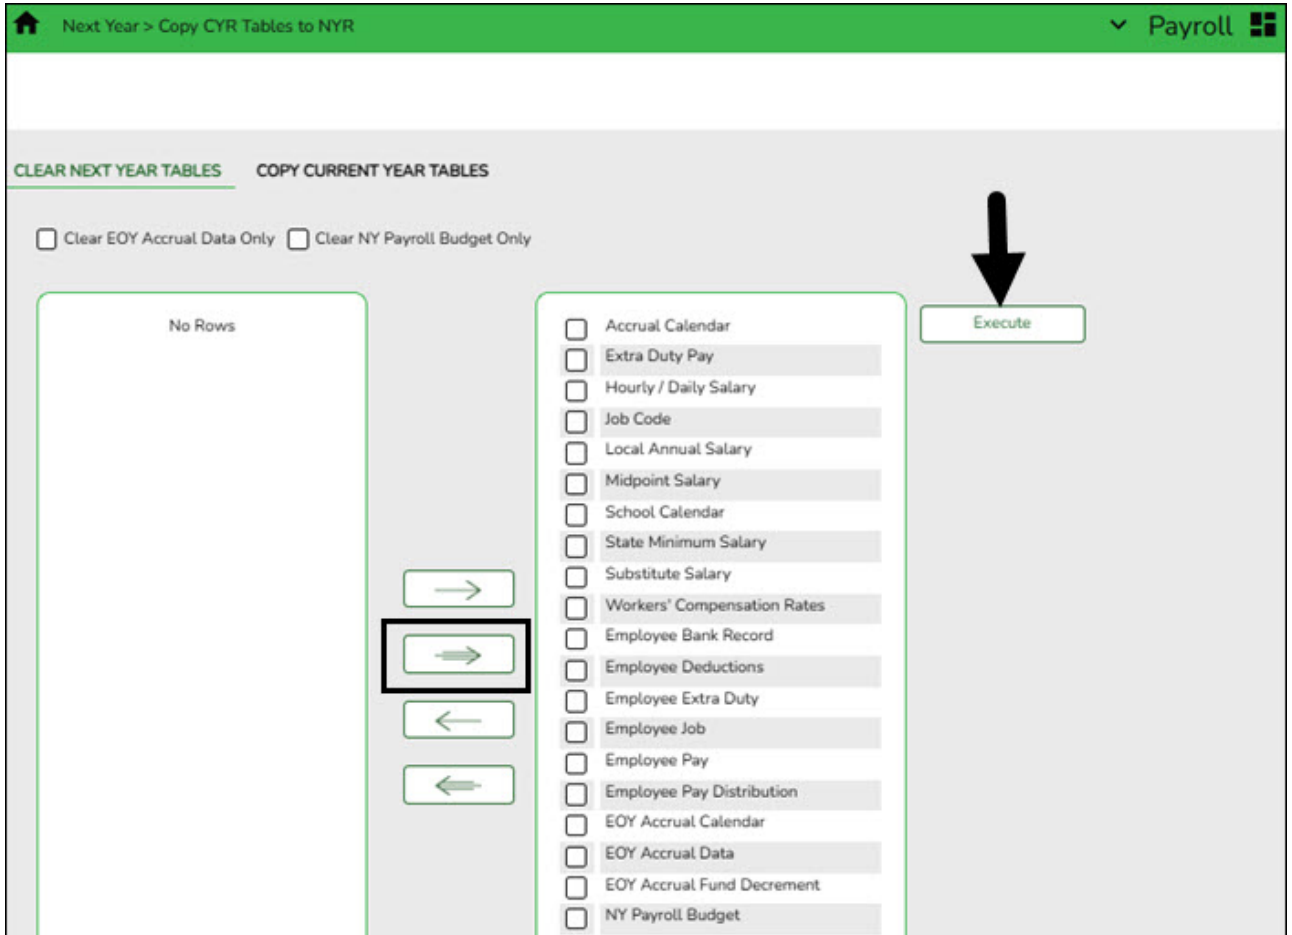 Next Year > Copy CYR Tables to NYR
Payroll
CLEAR NEXT YEAR TABLES COPY CURRENT YEAR TABLES
Clear EOY Accrual Data Only Clear NY Payroll Budget Only
No Rows
Accrual Calendar
Extra Duty Pay
Hourly / Daily Salary
Job Code
Local Annual Salary
Midpoint Salary
School Calendar
State Minimum Salary
Substitute Salary
Workers' Compensation Rates
Employee Bank Record
Employee Deductions
Employee Extra Duty
Employee Job
Employee Pay
Employee Pay Distribution
EOY Accrual Calendar
EOY Accrual Data
EOY Accrual Fund Decrement
NY Payroll Budget
Execute